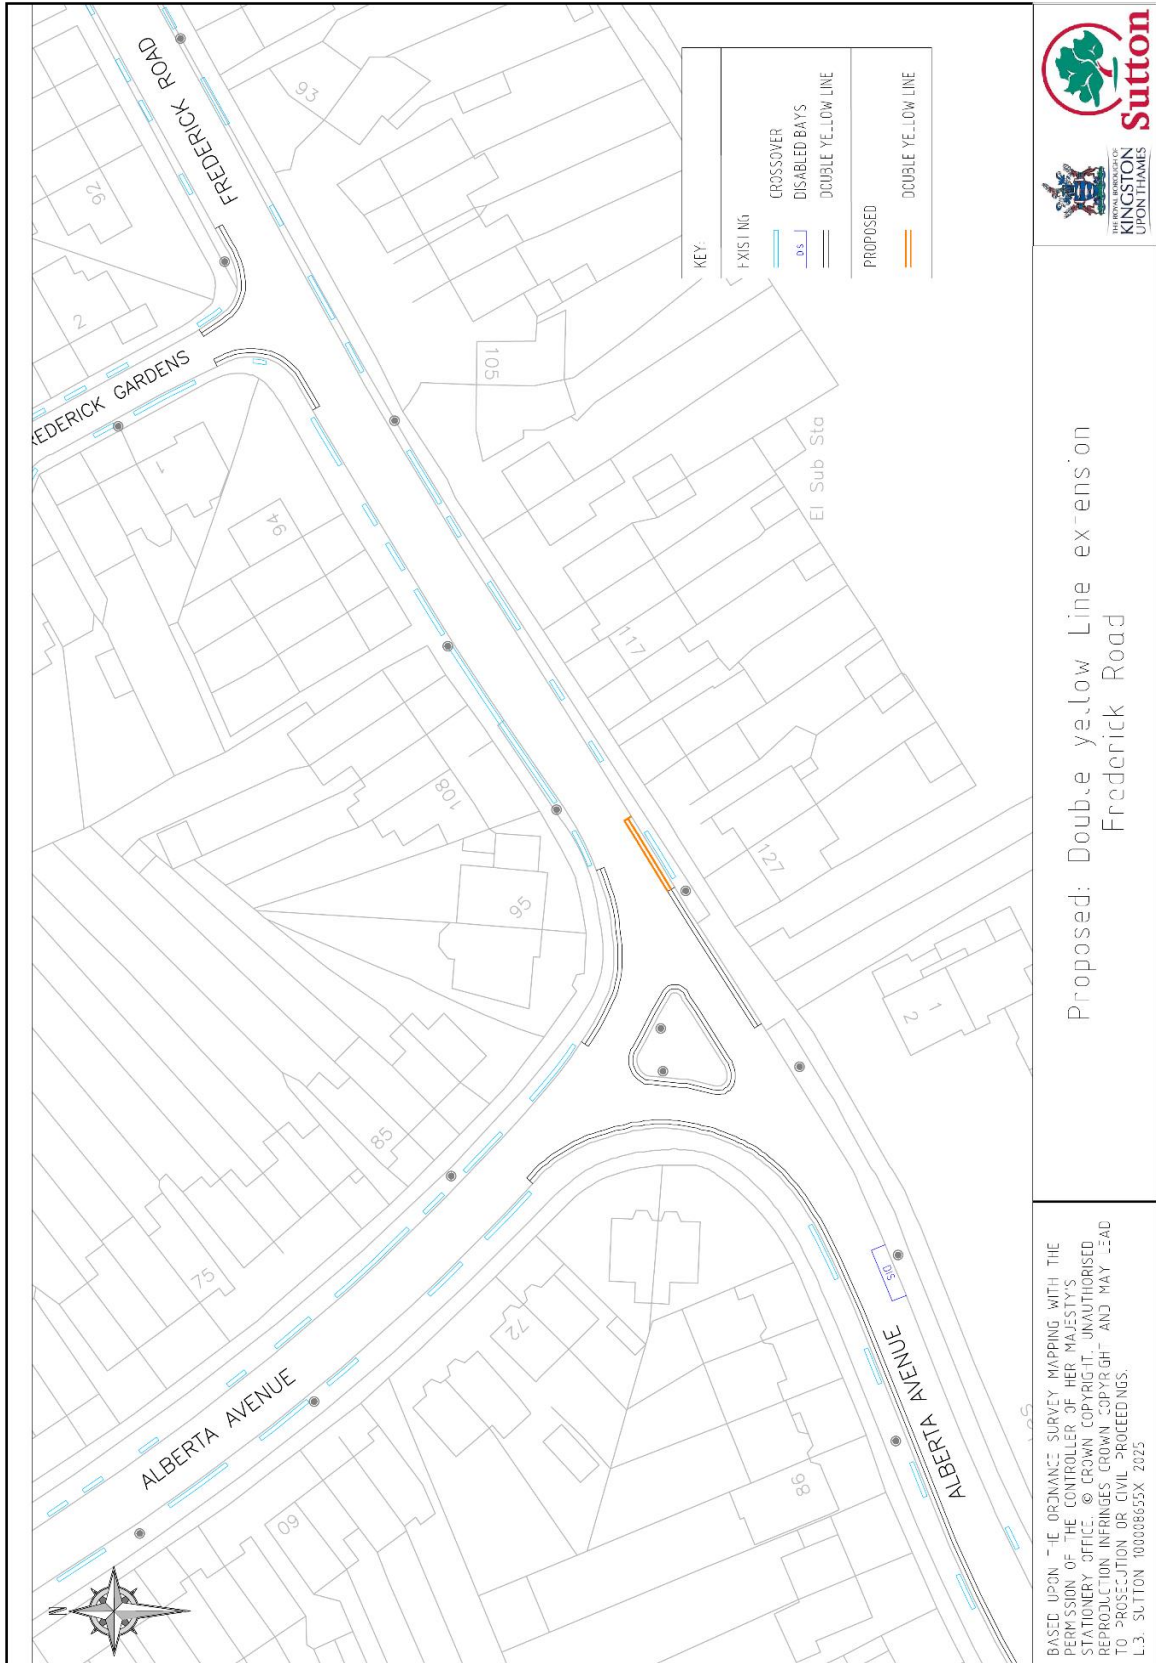 FREDERICK ROAD
93
92
2
REDERICK GARDENS
1
94
105
El Sub Sta
117
108
95
127
1
2
85
75
72
ALBERTA AVENUE
60
86
DIS
ALBERTA AVENUE
N
KEY:
EXISTING
CROSSOVER
DS
DISABLED BAYS
DOUBLE YELLOW LINE
PROPOSED
DOUBLE YELLOW LINE
THE ROYAL BOROUGH OF
KINGSTON
UPON THAMES
Sutton
Proposed: Double yellow Line extension
Frederick Road
BASED UPON THE ORDNANCE SURVEY MAPPING WITH THE
PERMISSION OF THE CONTROLLER OF HER MAJESTY'S
STATIONERY OFFICE. © CROWN COPYRIGHT. UNAUTHORISED
REPRODUCTION INFRINGES CROWN COPYRIGHT AND MAY LEAD
TO PROSECUTION OR CIVIL PROCEEDINGS.
L.B. SUTTON 100008655X 2025